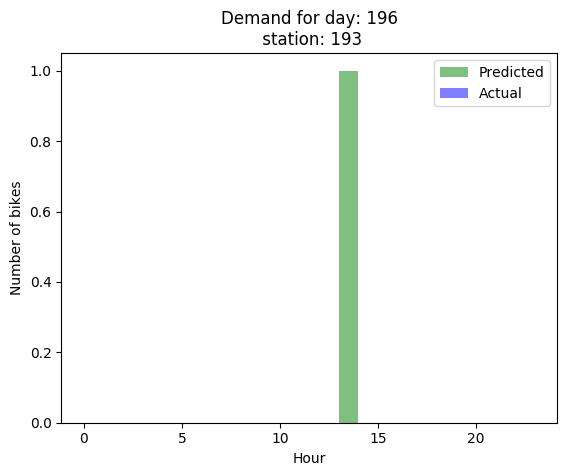 Demand for day: 196
station: 193
Predicted
Actual
1.0
0.8
0.6
0.4
0.2
0.0
Number of bikes
0 5 10 15 20
Hour